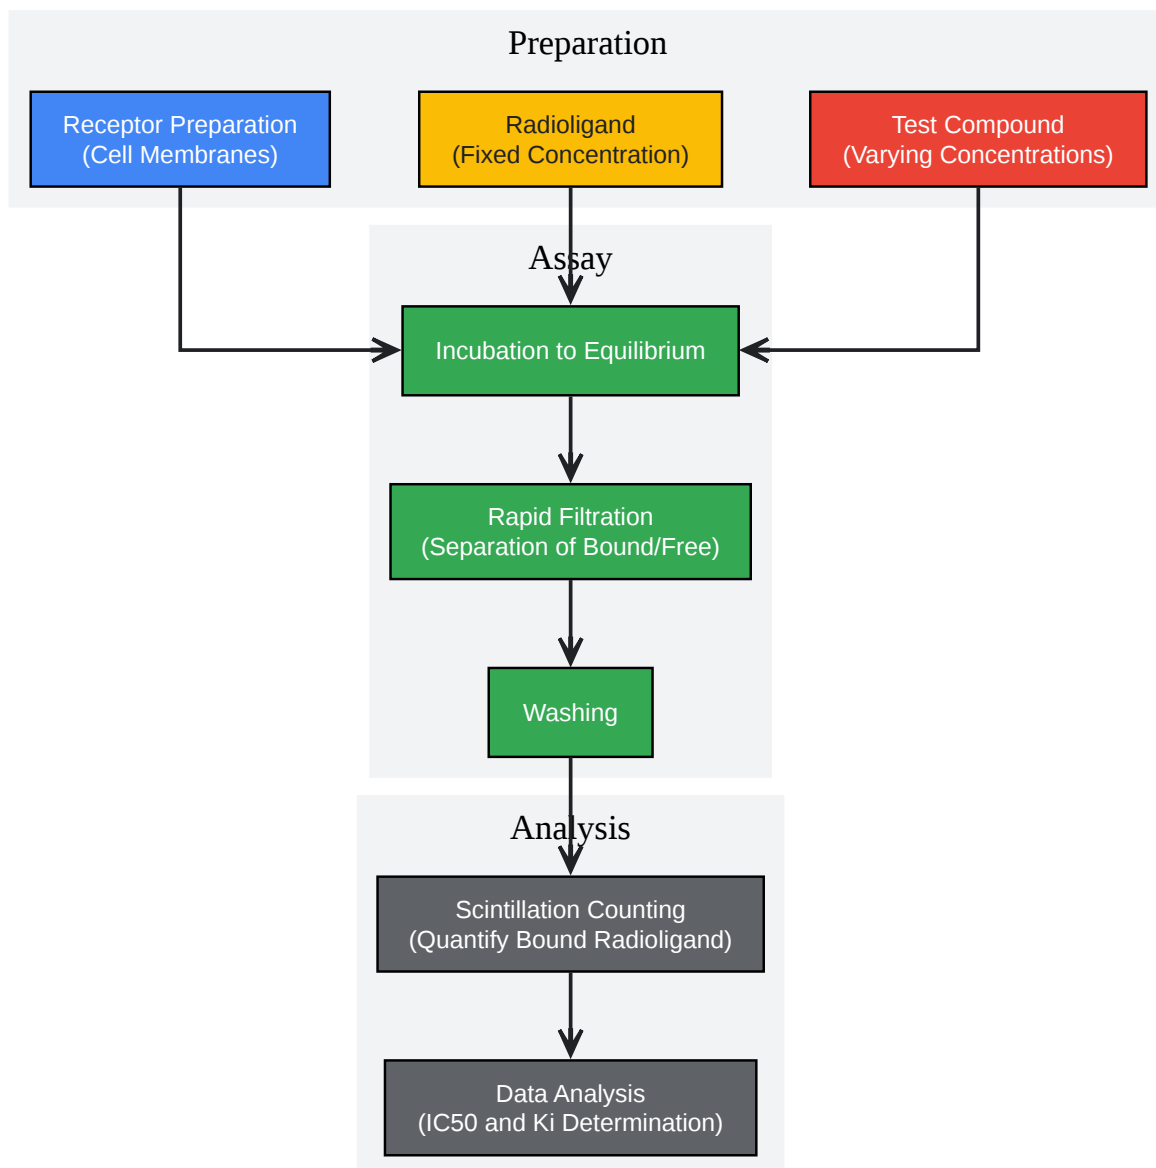 Preparation
Receptor Preparation
(Cell Membranes)
Radioligand
(Fixed Concentration)
Test Compound
(Varying Concentrations)
Assay
Incubation to Equilibrium
Rapid Filtration
(Separation of Bound/Free)
Washing
Analysis
Scintillation Counting
(Quantify Bound Radioligand)
Data Analysis
(IC50 and Ki Determination)